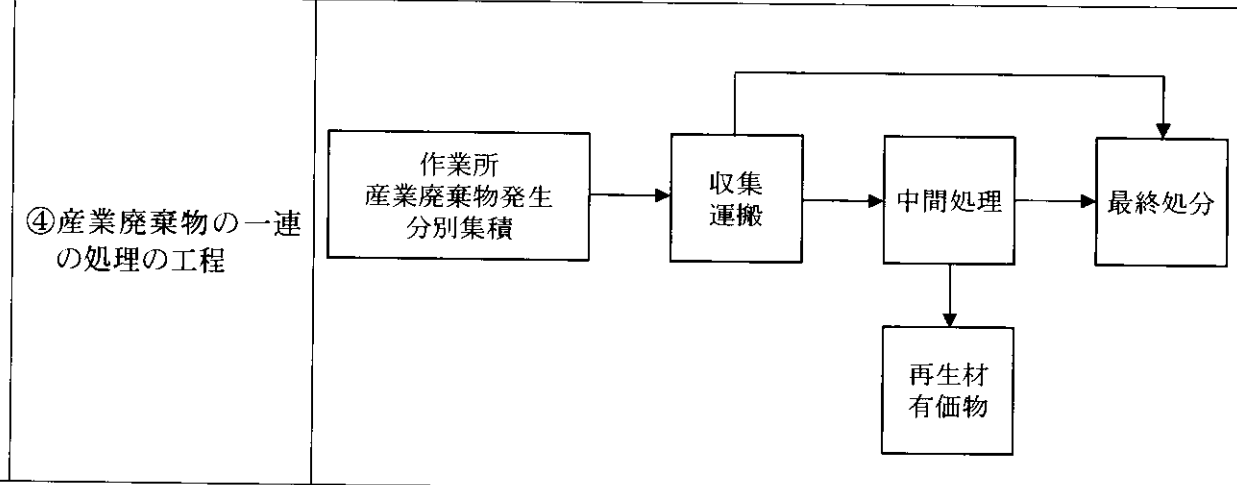 ④産業廃棄物の一連
の処理の工程
作業所
産業廃棄物発生
分別集積
収集
運搬
中間処理
最終処分
再生材
有価物